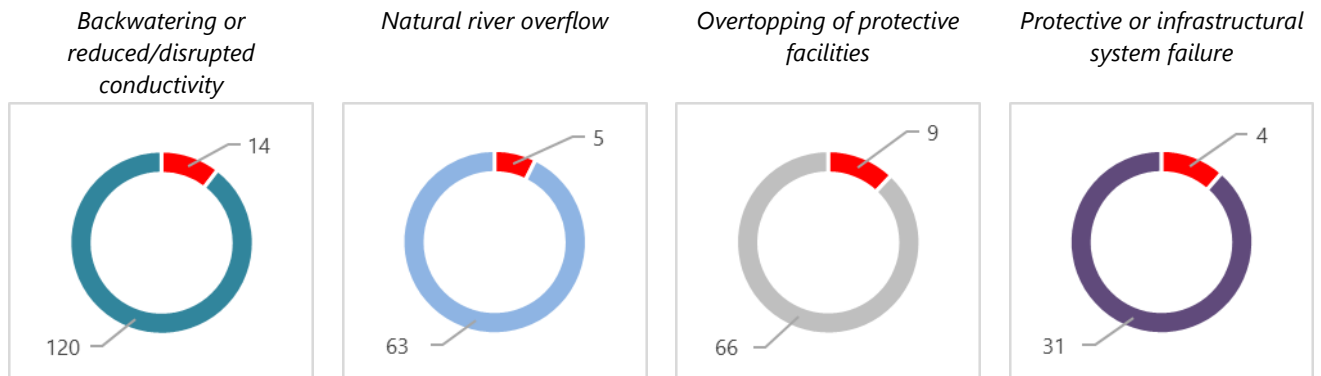 Backwatering or
reduced/disrupted
conductivity
Natural river overflow
Overtopping of protective
facilities
Protective or infrastructural
system failure
14
120
5
63
9
66
4
31